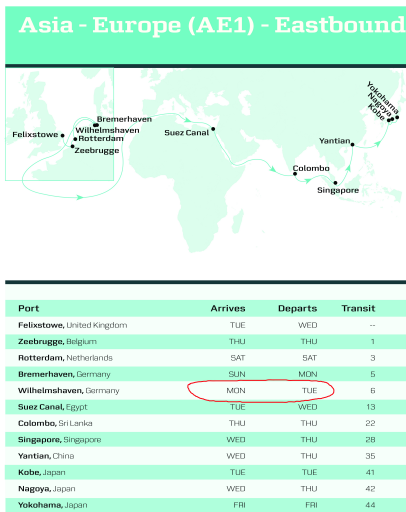 Asia - Europe (AE1) - Eastbound
Yokohama
Nagoya
Kobe
Bremerhaven
Wilhelmshaven
Felixstowe
Rotterdam
Zeebrugge
Suez Canal
Yantian
Colombo
Singapore
Port Arrives Departs Transit
Felixstowe, United Kingdom TUE WED --
Zeebrugge, Belgium THU THU 1
Rotterdam, Netherlands SAT SAT 3
Bremerhaven, Germany SUN MON 5
Wilhelmshaven, Germany MON TUE 6
Suez Canal, Egypt TUE WED 13
Colombo, Sri Lanka THU THU 22
Singapore, Singapore WED THU 28
Yantian, China WED THU 35
Kobe, Japan TUE TUE 41
Nagoya, Japan WED THU 42
Yokohama, Japan FRI FRI 44